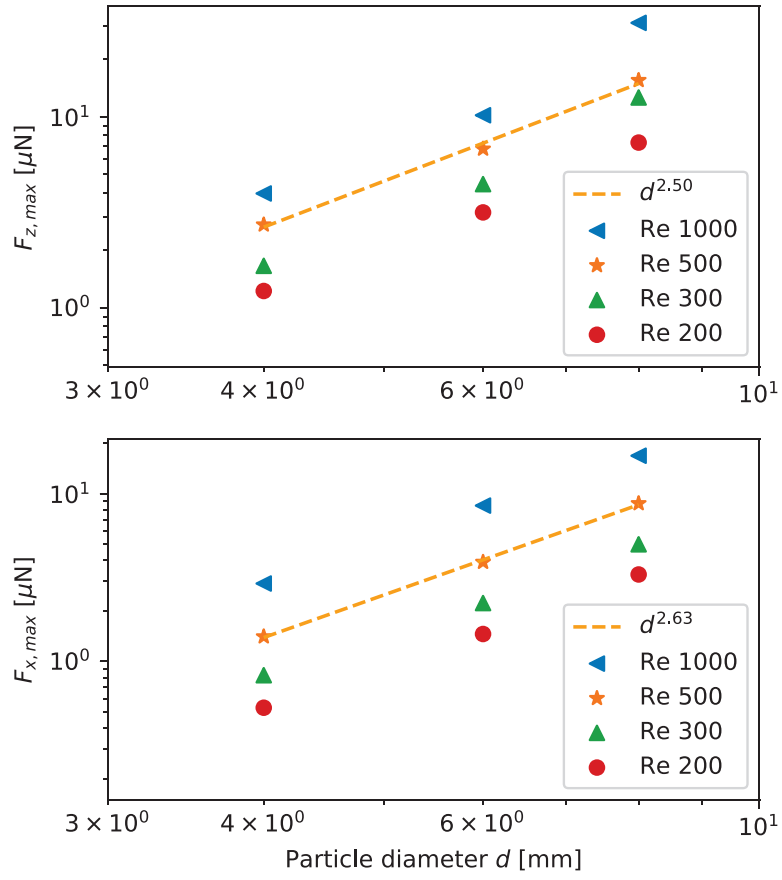 F_{z,max} [μN]
10^1
10^0
d^{2.50}
Re 1000
Re 500
Re 300
Re 200
3 × 10^0
4 × 10^0
6 × 10^0
10^1
F_{x,max} [μN]
10^1
10^0
d^{2.63}
Re 1000
Re 500
Re 300
Re 200
3 × 10^0
4 × 10^0
6 × 10^0
10^1
Particle diameter d [mm]